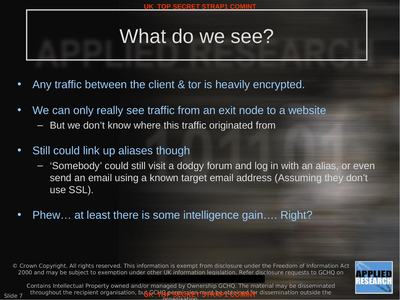 UK TOP SECRET STRAP1 COMINT
What do we see?
• Any traffic between the client & tor is heavily encrypted.
• We can only really see traffic from an exit node to a website
– But we don't know where this traffic originated from
• Still could link up aliases though
– 'Somebody' could still visit a dodgy forum and log in with an alias, or even
send an email using a known target email address (Assuming they don't
use SSL).
• Phew… at least there is some intelligence gain…. Right?
© Crown Copyright. All rights reserved. This information is exempt from disclosure under the Freedom of Information Act
2000 and may be subject to exemption under other UK information legislation. Refer disclosure requests to GCHQ on
Contains Intellectual Property owned and/or managed by Ownership GCHQ. The material may be disseminated
throughout the recipient organisation, but GCHQ permission must be obtained for dissemination outside the
UK TOP SECRET STRAP1 COMINT
Slide 7
APPLIED
RESEARCH